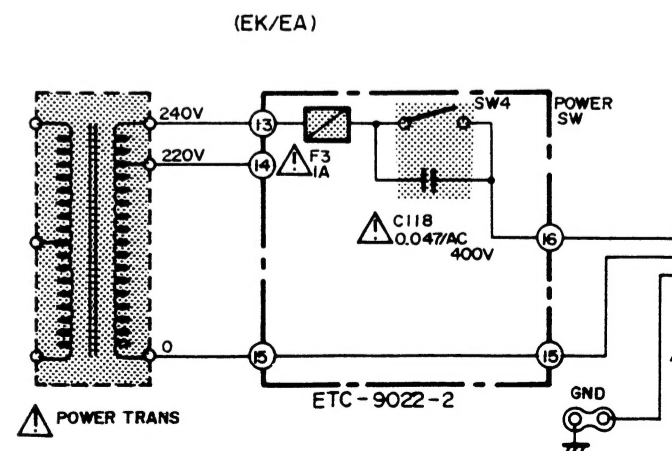 (EK/EA)
240V
13
SW4
POWER
SW
220V
14
F3
1A
C118
0.047/AC
400V
16
0
15
15
ETC-9022-2
GND
POWER TRANS